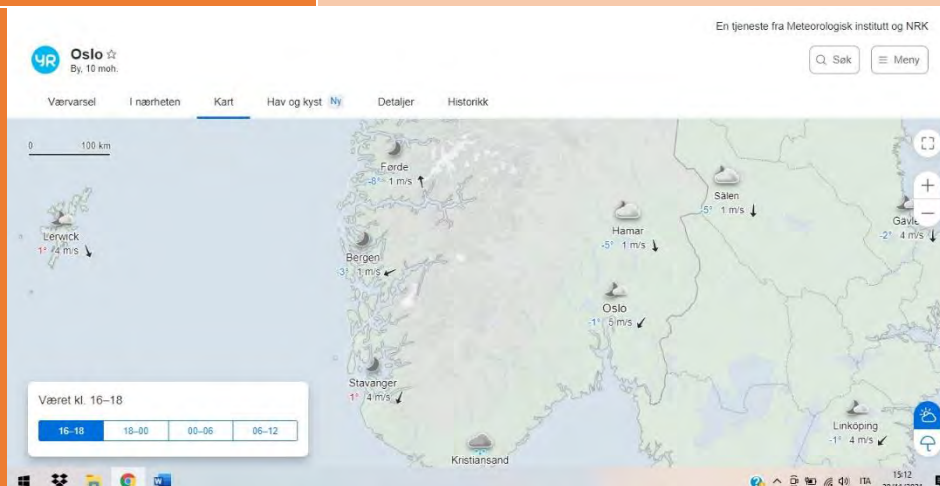 En tjeneste fra Meteorologisk institutt og NRK
YR
Oslo
By, 10 moh.
Søk
Meny
Værvarsel I nærheten Kart Hav og kyst Ny Detaljer Historikk
0 100 km
Førde
-8° 1 m/s
Sälen
-5° 1 m/s
Lerwick
1° 4 m/s
Hamar
-5° 1 m/s
-2° 4 m/s
Bergen
-3° 1 m/s
Oslo
-1° 5 m/s
Stavanger
1° 4 m/s
Været kl. 16–18
16–18 18–00 00–06 06–12
Linköping
-1° 4 m/s
Kristiansand
ITA
15:12